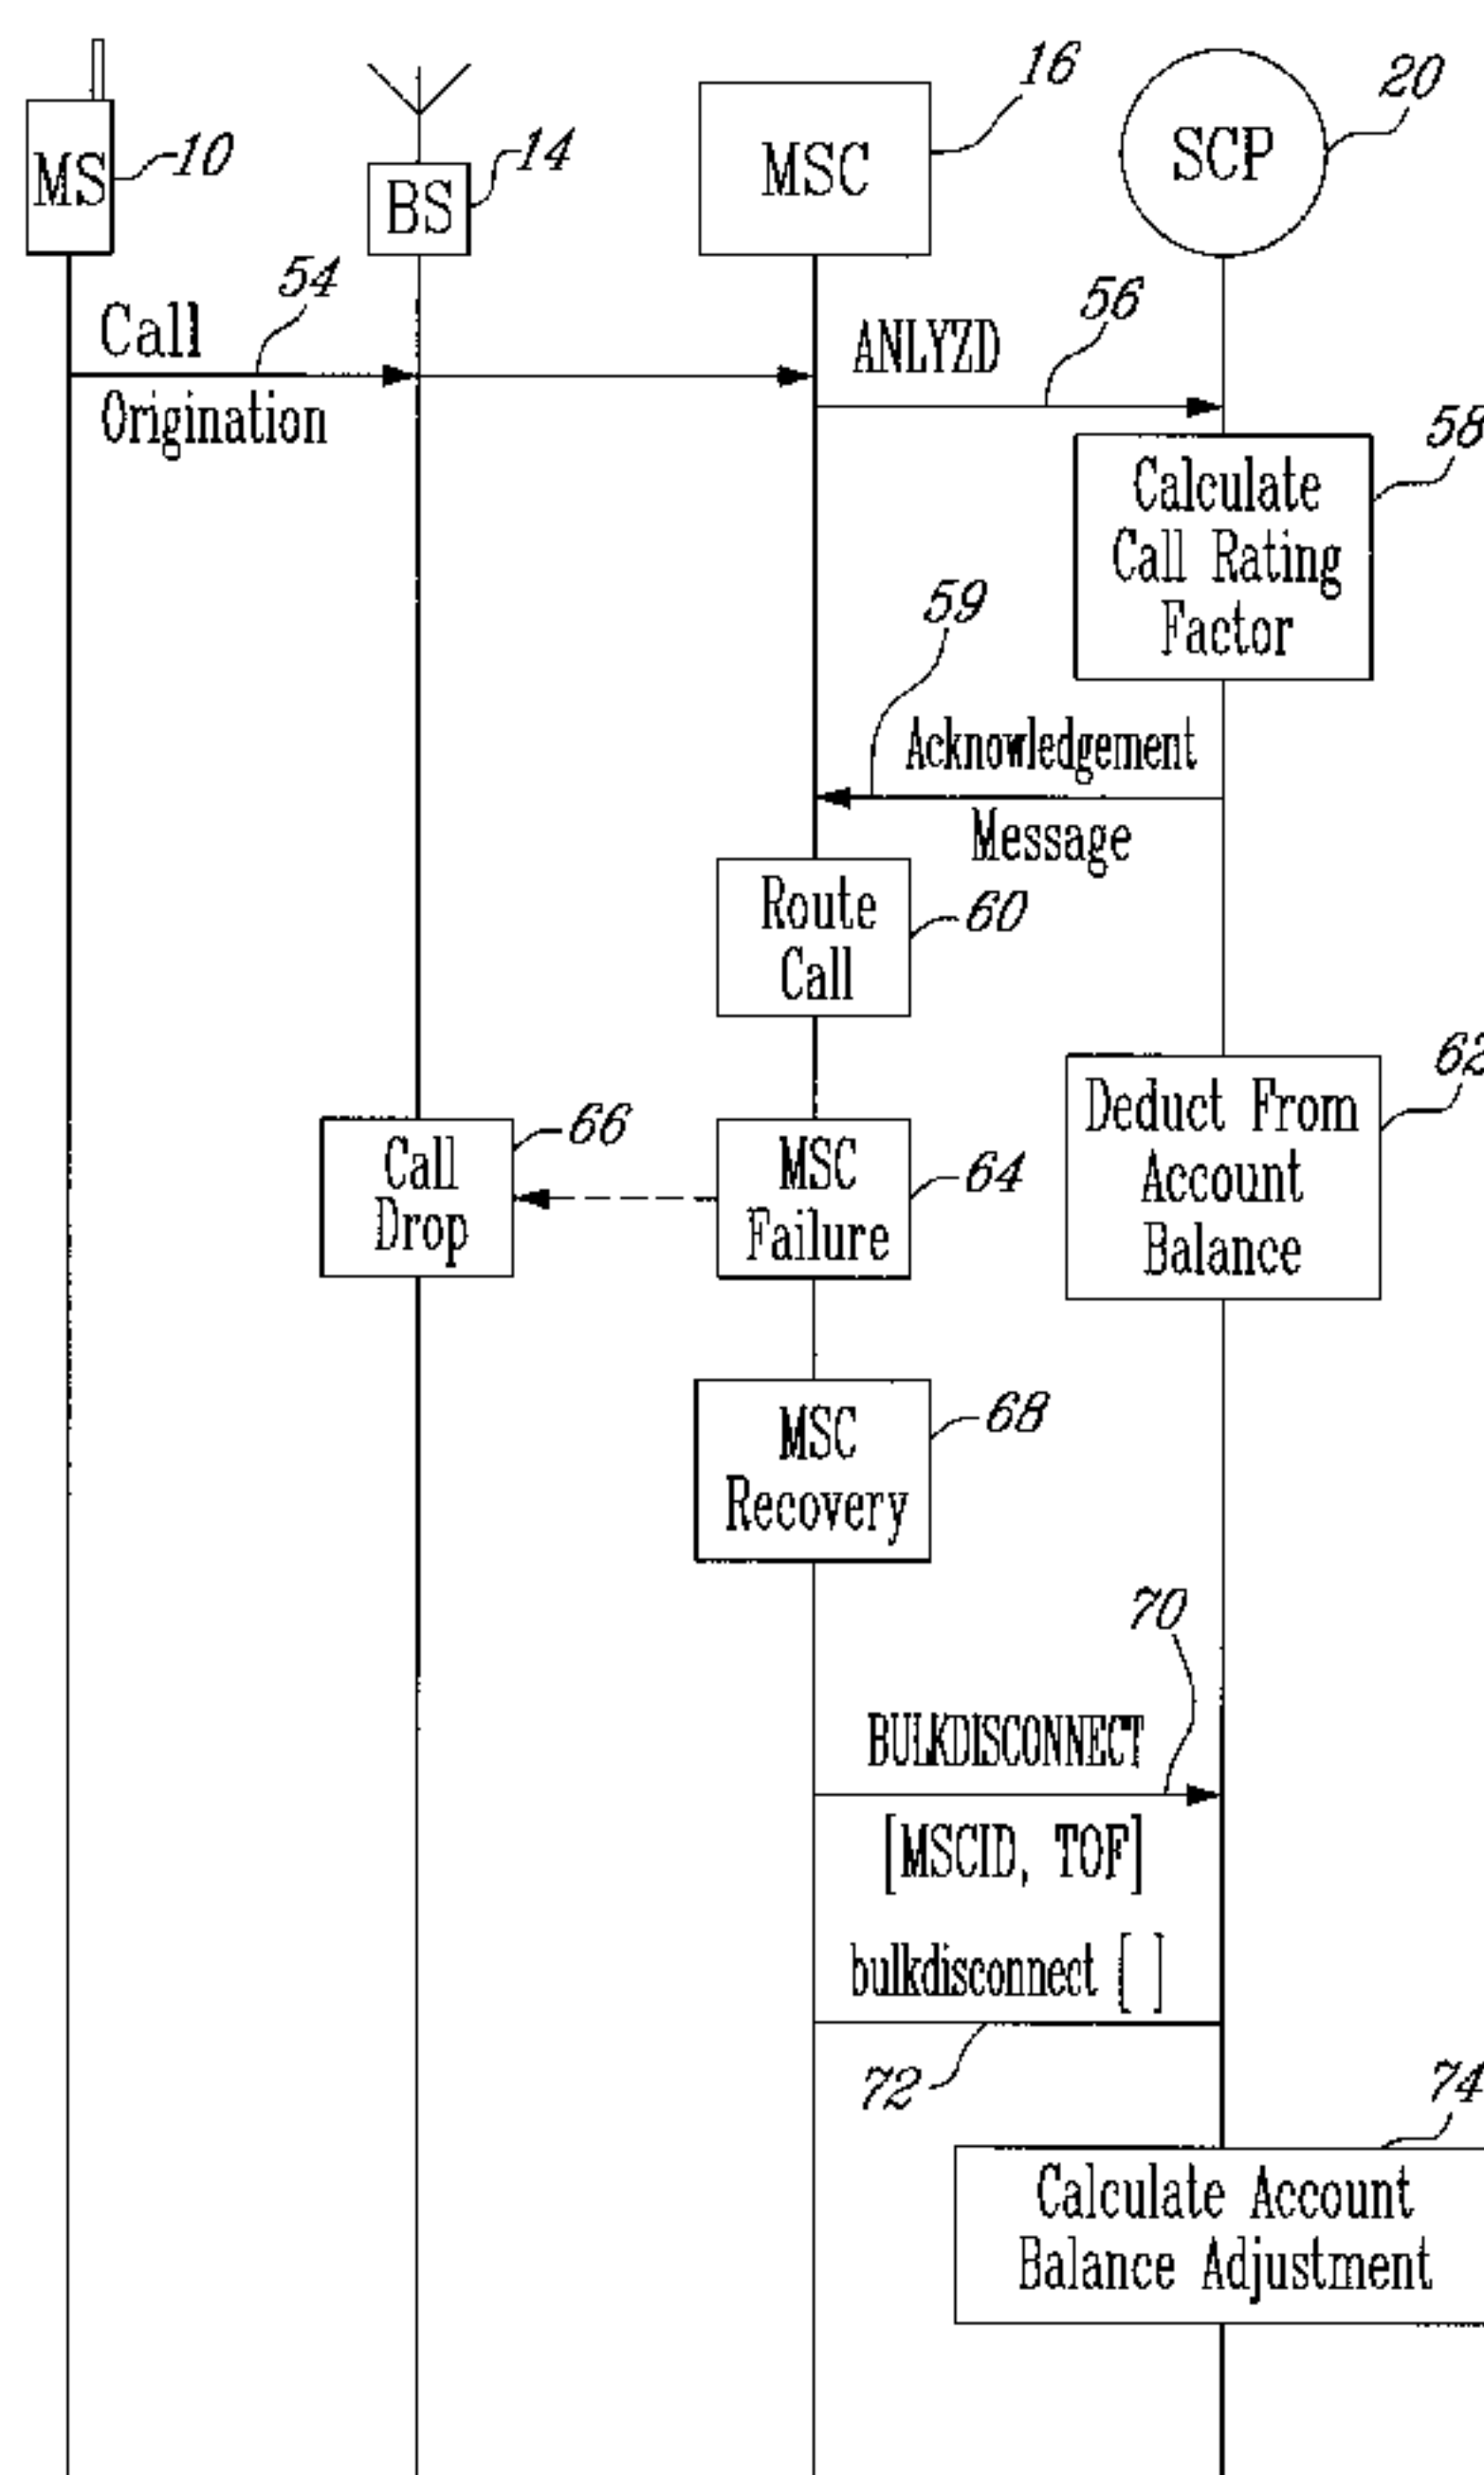 MS
10
BS
14
MSC
16
SCP
20
Call
Origination
54
ANLYZD
56
Calculate
Call Rating
Factor
58
59
Acknowledgement
Message
Route
Call
60
Deduct From
Account
Balance
62
Call
Drop
66
MSC
Failure
64
MSC
Recovery
68
70
BULKDISCONNECT
[MSCID, TOF]
bulkdisconnect [ ]
72
74
Calculate Account
Balance Adjustment